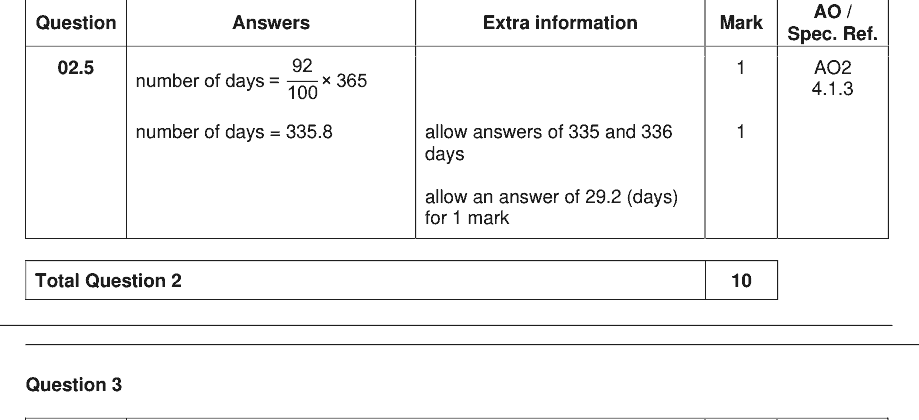 Question Answers Extra information Mark AO / Spec. Ref.
02.5 number of days = 92/100 × 365 1 AO2
4.1.3
number of days = 335.8 allow answers of 335 and 336 1
days
allow an answer of 29.2 (days)
for 1 mark
Total Question 2 10
Question 3